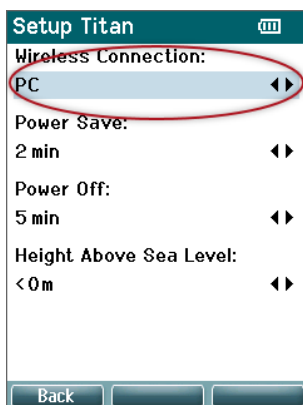 Setup Titan
Wireless Connection:
PC
Power Save:
2 min
Power Off:
5 min
Height Above Sea Level:
<0m
Back